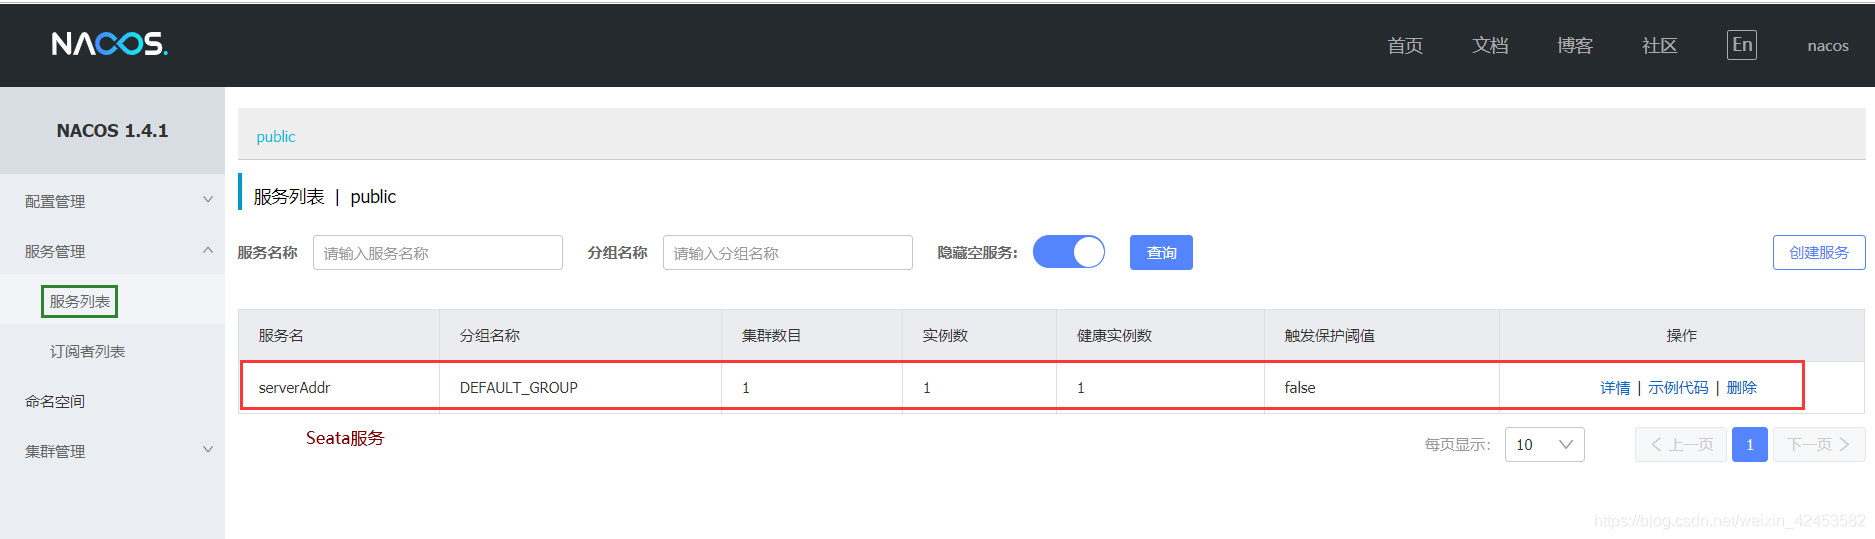 NACOS.
首页 文档 博客 社区 En nacos
NACOS 1.4.1
配置管理
服务管理
服务列表
订阅者列表
命名空间
集群管理
public
服务列表 | public
服务名称 请输入服务名称 分组名称 请输入分组名称 隐藏空服务: 查询 创建服务
服务名 分组名称 集群数目 实例数 健康实例数 触发保护阈值 操作
serverAddr DEFAULT_GROUP 1 1 1 false 详情 | 示例代码 | 删除
Seata服务
每页显示: 10 上一页 1 下一页
https://blog.csdn.net/weixin_42453582